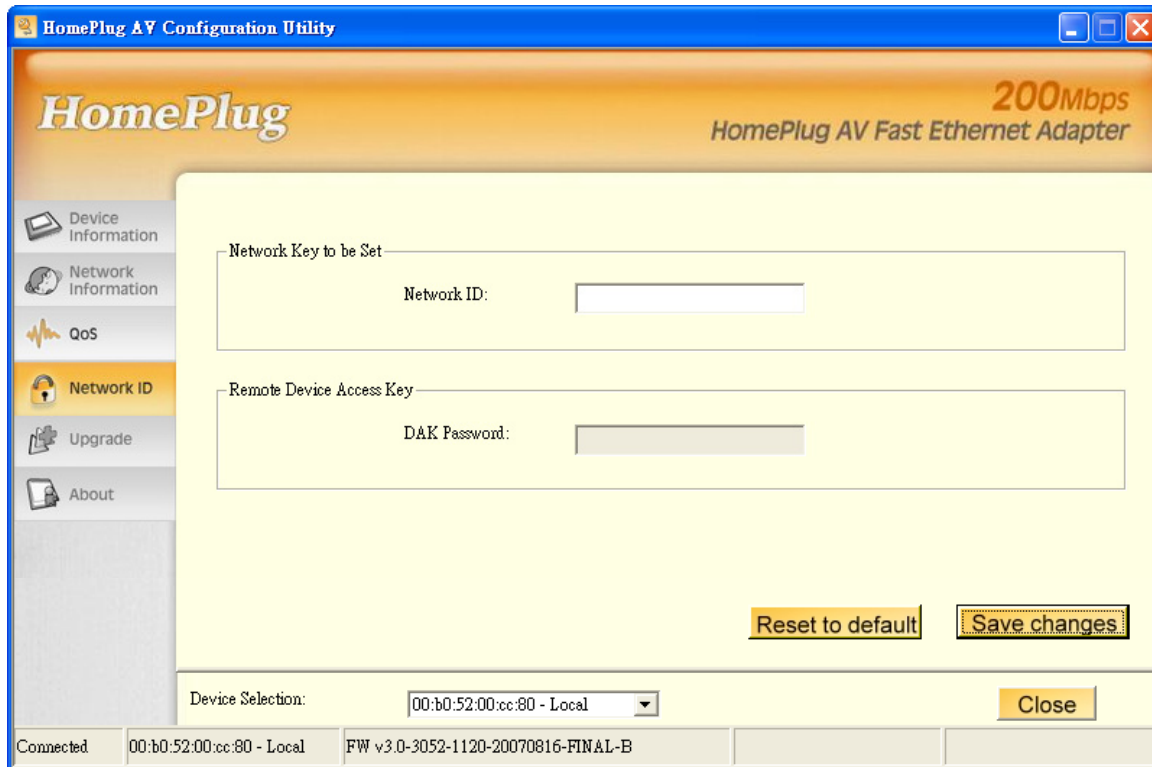 HomePlug AV Configuration Utility
HomePlug
200Mbps
HomePlug AV Fast Ethernet Adapter
Device
Information
Network
Information
QoS
Network ID
Upgrade
About
Network Key to be Set
Network ID:
Remote Device Access Key
DAK Password:
Reset to default
Save changes
Device Selection:
00:b0:52:00:cc:80 - Local
Close
Connected
00:b0:52:00:cc:80 - Local
FW v3.0-3052-1120-20070816-FINAL-B